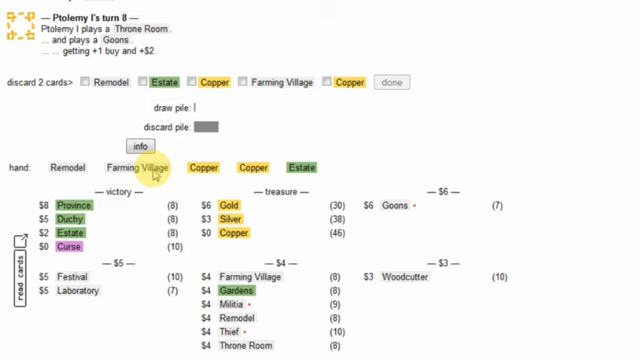 — Ptolemy I's turn 8 —
Ptolemy I plays a Throne Room.
... and plays a Goons.
... ... getting +1 buy and +$2.
discard 2 cards> Remodel Estate Copper Farming Village Copper done
draw pile:
discard pile:
info
hand: Remodel Farming Village Copper Copper Estate
— victory —
$8 Province (8)
$5 Duchy (8)
$2 Estate (8)
$0 Curse (10)
— treasure —
$6 Gold (30)
$3 Silver (38)
$0 Copper (46)
— $6 —
$6 Goons (7)
read cards
— $5 —
$5 Festival (10)
$5 Laboratory (7)
— $4 —
$4 Farming Village (8)
$4 Gardens (8)
$4 Militia (9)
$4 Remodel (8)
$4 Thief (10)
$4 Throne Room (8)
— $3 —
$3 Woodcutter (10)